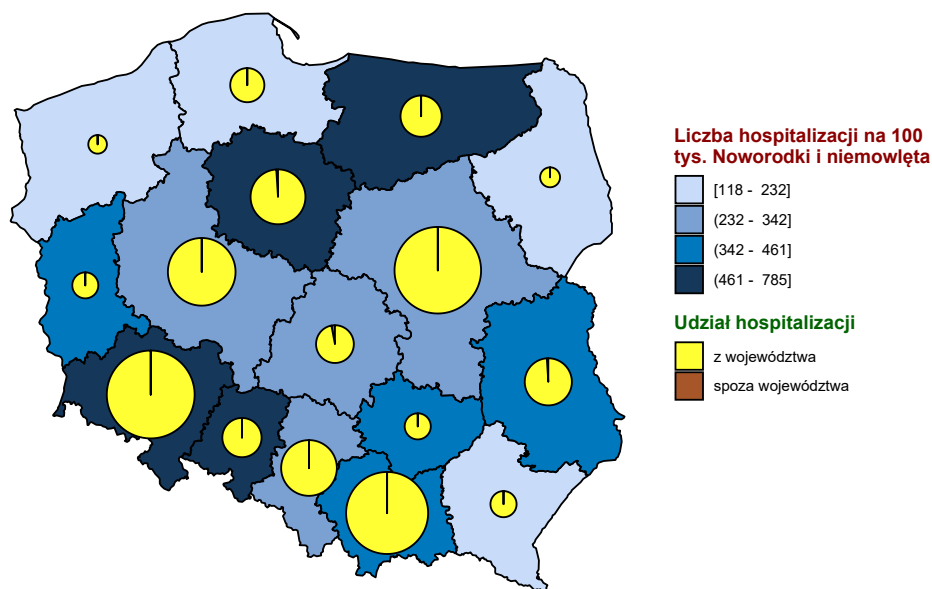 Liczba hospitalizacji na 100
tys. Noworodki i niemowlęta
[118 - 232]
(232 - 342]
(342 - 461]
(461 - 785]
Udział hospitalizacji
z województwa
spoza województwa